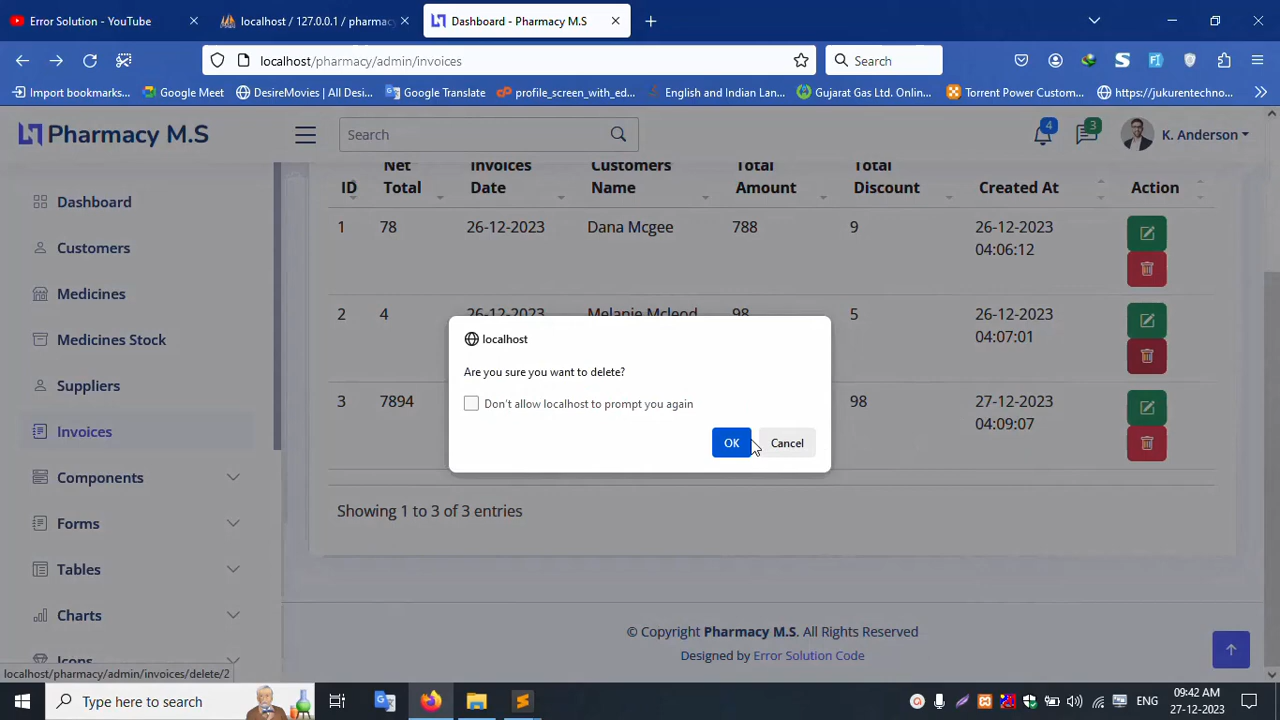 Error Solution - YouTube
localhost / 127.0.0.1 / pharmacy
Dashboard - Pharmacy M.S
localhost/pharmacy/admin/invoices
Search
Import bookmarks...
Google Meet
DesireMovies | All Desi...
Google Translate
profile_screen_with_ed...
English and Indian Lan...
Gujarat Gas Ltd. Onlin...
Torrent Power Custom...
https://jukurentechno...
Pharmacy M.S
Search
4
3
K. Anderson
Dashboard
Customers
Medicines
Medicines Stock
Suppliers
Invoices
Components
Forms
Tables
Charts
Icons
ID
Net Total
Invoices Date
Customers Name
Total Amount
Total Discount
Created At
Action
1 78 26-12-2023 Dana Mcgee 788 9 26-12-2023
04:06:12
2 4 26-12-2023 Melanie Mcleod 98 5 26-12-2023
04:07:01
3 7894 98 27-12-2023
04:09:07
localhost
Are you sure you want to delete?
Don't allow localhost to prompt you again
OK Cancel
Showing 1 to 3 of 3 entries
© Copyright Pharmacy M.S. All Rights Reserved
Designed by Error Solution Code
localhost/pharmacy/admin/invoices/delete/2
Type here to search
ENG
09:42 AM
27-12-2023